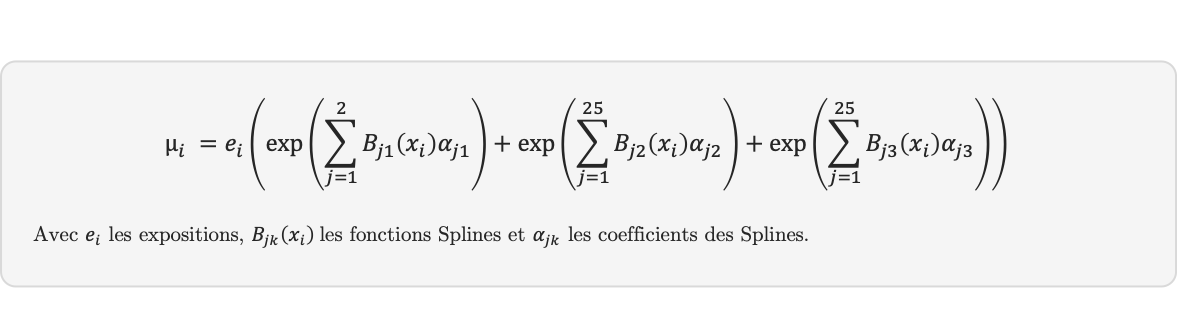 μᵢ = eᵢ (exp(∑_{j=1}^{2} B_{j1}(xᵢ)α_{j1}) + exp(∑_{j=1}^{25} B_{j2}(xᵢ)α_{j2}) + exp(∑_{j=1}^{25} B_{j3}(xᵢ)α_{j3}))
Avec eᵢ les expositions, B_{jk}(xᵢ) les fonctions Splines et α_{jk} les coefficients des Splines.